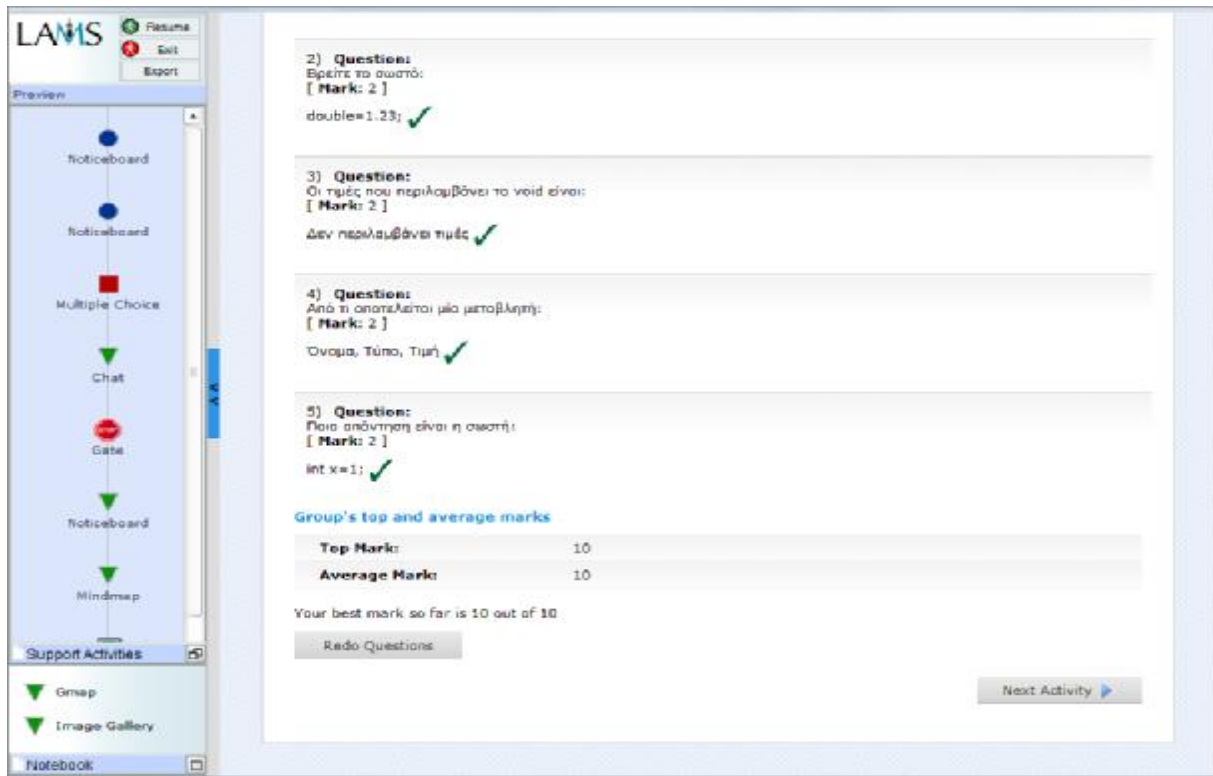 LAMS
Resume
Exit
Export
Preview
Noticeboard
Noticeboard
Multiple Choice
Chat
Gate
Noticeboard
Mindmap
Support Activities
Gmap
Image Gallery
Notebook
2) Question:
Βρείτε το σωστό:
[ Mark: 2 ]
double=1.23;
3) Question:
Οι τιμές που περιλαμβάνει το void είναι:
[ Mark: 2 ]
Δεν περιλαμβάνει τιμές
4) Question:
Από τι αποτελείται μία μεταβλητή:
[ Mark: 2 ]
Όνομα, Τύπο, Τιμή
5) Question:
Ποια απάντηση είναι η σωστή:
[ Mark: 2 ]
int x=1;
Group's top and average marks
Top Mark: 10
Average Mark: 10
Your best mark so far is 10 out of 10
Redo Questions
Next Activity